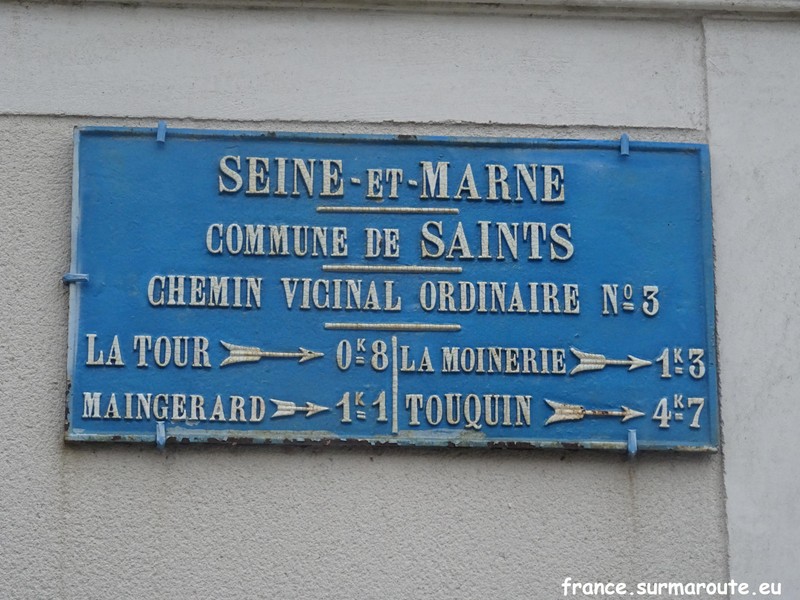 SEINE-ET-MARNE
COMMUNE DE SAINTS
CHEMIN VICINAL ORDINAIRE Nº 3
LA TOUR 0K8
MAINGERARD 1K1
LA MOINERIE 1K3
TOUQUIN 4K7
france.surmaroute.eu